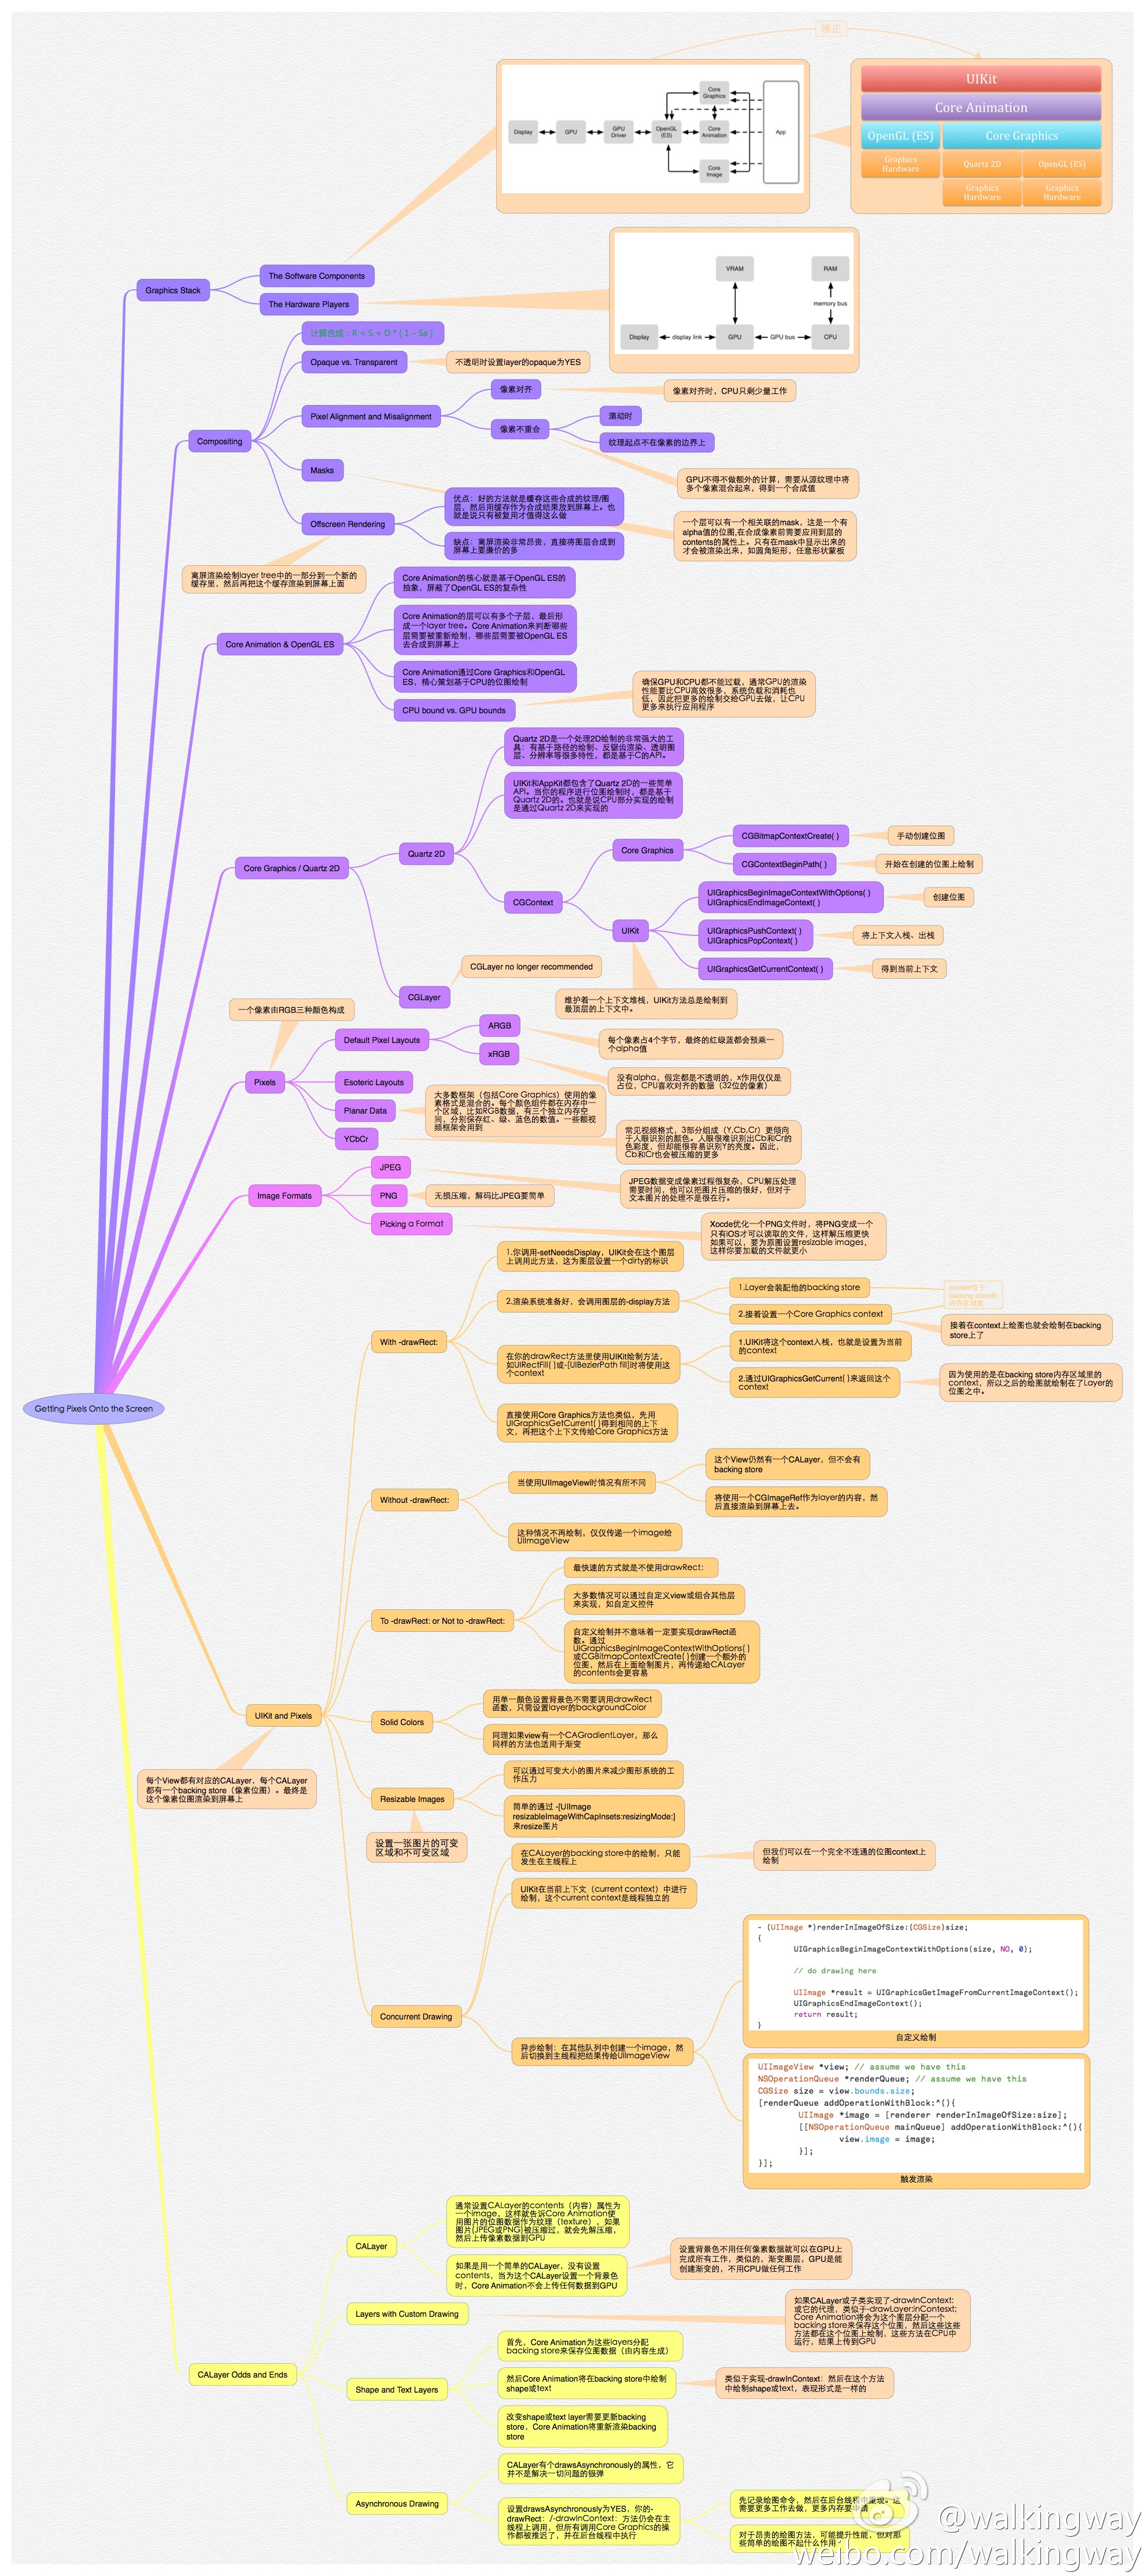 修正
Core
Graphics
Display
GPU
GPU
Driver
OpenGL
(ES)
Core
Animation
App
Core
Image
UIKit
Core Animation
OpenGL (ES)
Core Graphics
Graphics
Hardware
Quartz 2D
OpenGL (ES)
Graphics
Hardware
Graphics
Hardware
Graphics Stack
The Software Components
The Hardware Players
VRAM
RAM
memory bus
Display
display link
GPU
GPU bus
CPU
计算合成：R = S + D * ( 1 – Sa )
Opaque vs. Transparent
不透明时设置layer的opaque为YES
Compositing
Pixel Alignment and Misalignment
像素对齐
像素对齐时，CPU只剩少量工作
像素不重合
滚动时
纹理起点不在像素的边界上
GPU不得不做额外的计算，需要从源纹理中将
多个像素混合起来，得到一个合成值
Masks
一个层可以有一个相关联的mask，这是一个有
alpha值的位图,在合成像素前需要应用到层的
contents的属性上。只有在mask中显示出来的
才会被渲染出来，如圆角矩形，任意形状蒙板
Offscreen Rendering
优点：好的方法就是缓存这些合成的纹理/图
层，然后用缓存作为合成结果放到屏幕上。也
就是说只有被复用才值得这么做
缺点：离屏渲染非常昂贵，直接将图层合成到
屏幕上要廉价的多
离屏渲染绘制layer tree中的一部分到一个新的
缓存里，然后再把这个缓存渲染到屏幕上面
Core Animation & OpenGL ES
Core Animation的核心就是基于OpenGL ES的
抽象，屏蔽了OpenGL ES的复杂性
Core Animation的层可以有多个子层，最后形
成一个layer tree。Core Animation来判断哪些
层需要被重新绘制，哪些层需要被OpenGL ES
去合成到屏幕上
Core Animation通过Core Graphics和OpenGL
ES，精心策划基于CPU的位图绘制
CPU bound vs. GPU bounds
确保GPU和CPU都不能过载，通常GPU的渲染
性能要比CPU高效很多，系统负载和消耗也
低，因此把更多的绘制交给GPU去做，让CPU
更多来执行应用程序
Core Graphics / Quartz 2D
Quartz 2D
Quartz 2D是一个处理2D绘制的非常强大的工
具：有基于路径的绘制、反锯齿渲染、透明图
层、分辨率等很多特性，都是基于C的API。
UIKit和AppKit都包含了Quartz 2D的一些简单
API。当你的程序进行位图绘制时，都是基于
Quartz 2D的。也就是说CPU部分实现的绘制
是通过Quartz 2D来实现的
CGContext
Core Graphics
CGBitmapContextCreate( )
手动创建位图
CGContextBeginPath( )
开始在创建的位图上绘制
UIKit
UIGraphicsBeginImageContextWithOptions( )
UIGraphicsEndImageContext( )
创建位图
UIGraphicsPushContext( )
UIGraphicsPopContext( )
将上下文入栈、出栈
UIGraphicsGetCurrentContext( )
得到当前上下文
维护着一个上下文堆栈，UIKit方法总是绘制到
最顶层的上下文中。
CGLayer
CGLayer no longer recommended
Pixels
一个像素由RGB三种颜色构成
Default Pixel Layouts
ARGB
每个像素占4个字节，最终的红绿蓝都会预乘一
个alpha值
xRGB
没有alpha，假定都是不透明的，x作用仅仅是
占位，CPU喜欢对齐的数据（32位的像素）
Esoteric Layouts
Planar Data
大多数框架（包括Core Graphics）使用的像
素格式是混合的。每个颜色组件都在内存中一
个区域，比如RGB数据，有三个独立内存空
间，分别保存红、绿、蓝色的数值。一些额视
频框架会用到
YCbCr
常见视频格式，3部分组成（Y,Cb,Cr）更倾向
于人眼识别的颜色。人眼很难识别出Cb和Cr的
色彩度，但却能很容易识别Y的亮度。因此，
Cb和Cr也会被压缩的更多
Image Formats
JPEG
JPEG数据变成像素过程很复杂，CPU解压处理
需要时间，他可以把图片压缩的很好，但对于
文本图片的处理不是很在行。
PNG
无损压缩，解码比JPEG要简单
Picking a Format
Xocde优化一个PNG文件时，将PNG变成一个
只有iOS才可以读取的文件，这样解压缩更快
如果可以，要为原图设置resizable images，
这样你要加载的文件就更小
Getting Pixels Onto the Screen
UIKit and Pixels
每个View都有对应的CALayer，每个CALayer
都有一个backing store（像素位图）。最终是
这个像素位图渲染到屏幕上
With -drawRect:
1.你调用-setNeedsDisplay，UIKit会在这个图层
上调用此方法，这为图层设置一个dirty的标识
2.渲染系统准备好，会调用图层的-display方法
1.Layer会装配他的backing store
2.接着设置一个Core Graphics context
context位于
backing store的
内存区域里
接着在context上绘图也就会绘制在backing
store上了
在你的drawRect方法里使用UIKit绘制方法，
如UIRectFill( )或-[UIBezierPath fill]时将使用这
个context
1.UIKit将这个context入栈，也就是设置为当前
的context
2.通过UIGraphicsGetCurrent( )来返回这个
context
因为使用的是在backing store内存区域里的
context，所以之后的绘图就绘制在了Layer的
位图之中。
直接使用Core Graphics方法也类似，先用
UIGraphicsGetCurrent( )得到相同的上下
文，再把这个上下文传给Core Graphics方法
Without -drawRect:
当使用UIImageView时情况有所不同
这个View仍然有一个CALayer，但不会有
backing store
将使用一个CGImageRef作为layer的内容，然
后直接渲染到屏幕上去。
这种情况不再绘制，仅仅传递一个image给
UIImageView
To -drawRect: or Not to -drawRect:
最快速的方式就是不使用drawRect：
大多数情况可以通过自定义view或组合其他层
来实现，如自定义控件
自定义绘制并不意味着一定要实现drawRect函
数。通过
UIGraphicsBeginImageContextWithOptions( )
或CGBitmapContextCreate( )创建一个额外的
位图，然后在上面绘制图片，再传递给CALayer
的contents会更容易
Solid Colors
用单一颜色设置背景色不需要调用drawRect
函数，只需设置layer的backgroundColor
同理如果view有一个CAGradientLayer，那么
同样的方法也适用于渐变
Resizable Images
可以通过可变大小的图片来减少图形系统的工
作压力
简单的通过 -[UIImage
resizableImageWithCapInsets:resizingMode:]
来resize图片
设置一张图片的可变
区域和不可变区域
Concurrent Drawing
在CALayer的backing store中的绘制，只能
发生在主线程上
但我们可以在一个完全不连通的位图context上
绘制
UIKit在当前上下文（current context）中进行
绘制，这个current context是线程独立的
异步绘制：在其他队列中创建一个image，然
后切换到主线程把结果传给UIImageView
- (UIImage *)renderInImageOfSize:(CGSize)size;
{
UIGraphicsBeginImageContextWithOptions(size, NO, 0);
// do drawing here
UIImage *result = UIGraphicsGetImageFromCurrentImageContext();
UIGraphicsEndImageContext();
return result;
}
自定义绘制
UIImageView *view; // assume we have this
NSOperationQueue *renderQueue; // assume we have this
CGSize size = view.bounds.size;
[renderQueue addOperationWithBlock:^(){
UIImage *image = [renderer renderInImageOfSize:size];
[[NSOperationQueue mainQueue] addOperationWithBlock:^(){
view.image = image;
}];
}];
触发渲染
CALayer Odds and Ends
CALayer
通常设置CALayer的contents（内容）属性为
一个image，这样就告诉Core Animation使
用图片的位图数据作为纹理（texture），如果
图片(JPEG或PNG)被压缩过，就会先解压缩，
然后上传像素数据到GPU
如果是用一个简单的CALayer，没有设置
contents，当为这个CALayer设置一个背景色
时，Core Animation不会上传任何数据到GPU
设置背景色不用任何像素数据就可以在GPU上
完成所有工作，类似的，渐变图层，GPU是能
创建渐变的，不用CPU做任何工作
Layers with Custom Drawing
如果CALayer或子类实现了-drawInContext:
或它的代理，类似于-drawLayer:inContesxt:
Core Animation将会为这个图层分配一个
backing store来保存这个位图，然后这些这些
方法都在这个位图上绘制，这些方法在CPU中
运行，结果上传到GPU
Shape and Text Layers
首先，Core Animation为这些layers分配
backing store来保存位图数据（由内容生成）
然后Core Animation将在backing store中绘制
shape或text
类似于实现-drawInContext：然后在这个方法
中绘制shape或text，表现形式是一样的
改变shape或text layer需要更新backing
store，Core Animation将重新渲染backing
store
Asynchronous Drawing
CALayer有个drawsAsynchronously的属性，它
并不是解决一切问题的银弹
设置drawsAsynchronously为YES，你的-
drawRect：/-drawInContext：方法仍会在主
线程上调用，但所有调用Core Graphics的操
作都被推迟了，并在后台线程中执行
先记录绘图命令，然后在后台线程中重现。这
需要更多工作去做，更多内存要申请
对于昂贵的绘图方法，可能提升性能，但对那
些简单的绘图不起什么作用
@walkingway
weibo.com/walkingway